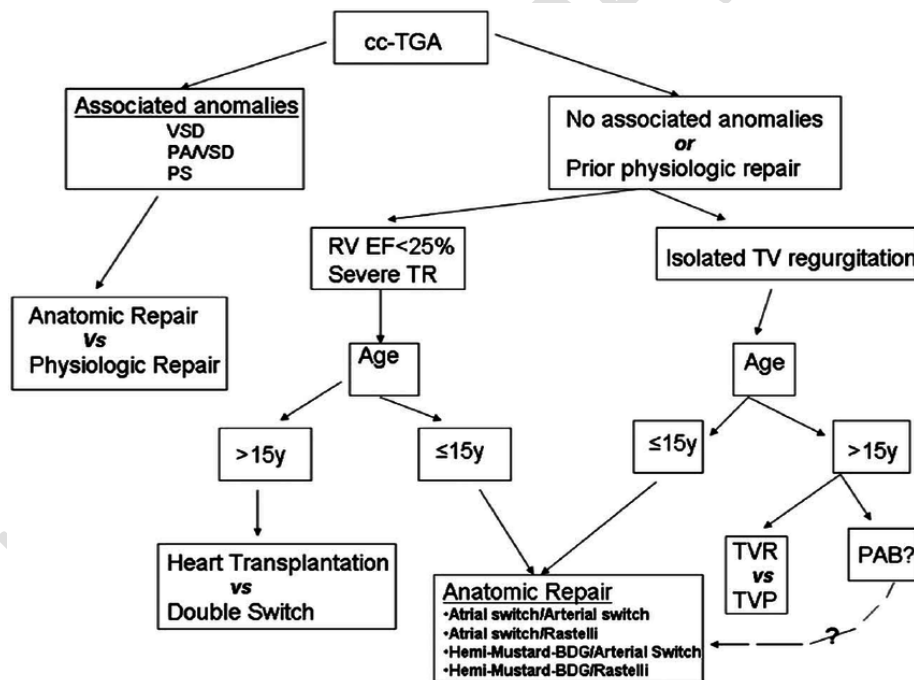 cc-TGA
Associated anomalies
VSD
PA/VSD
PS
No associated anomalies
or
Prior physiologic repair
RV EF<25%
Severe TR
Isolated TV regurgitation
Anatomic Repair
Vs
Physiologic Repair
Age
Age
>15y
≤15y
≤15y
>15y
Heart Transplantation
vs
Double Switch
TVR
vs
TVP
PAB?
Anatomic Repair
•Atrial switch/Arterial switch
•Atrial switch/Rastelli
•Hemi-Mustard-BDG/Arterial Switch
•Hemi-Mustard-BDG/Rastelli
?